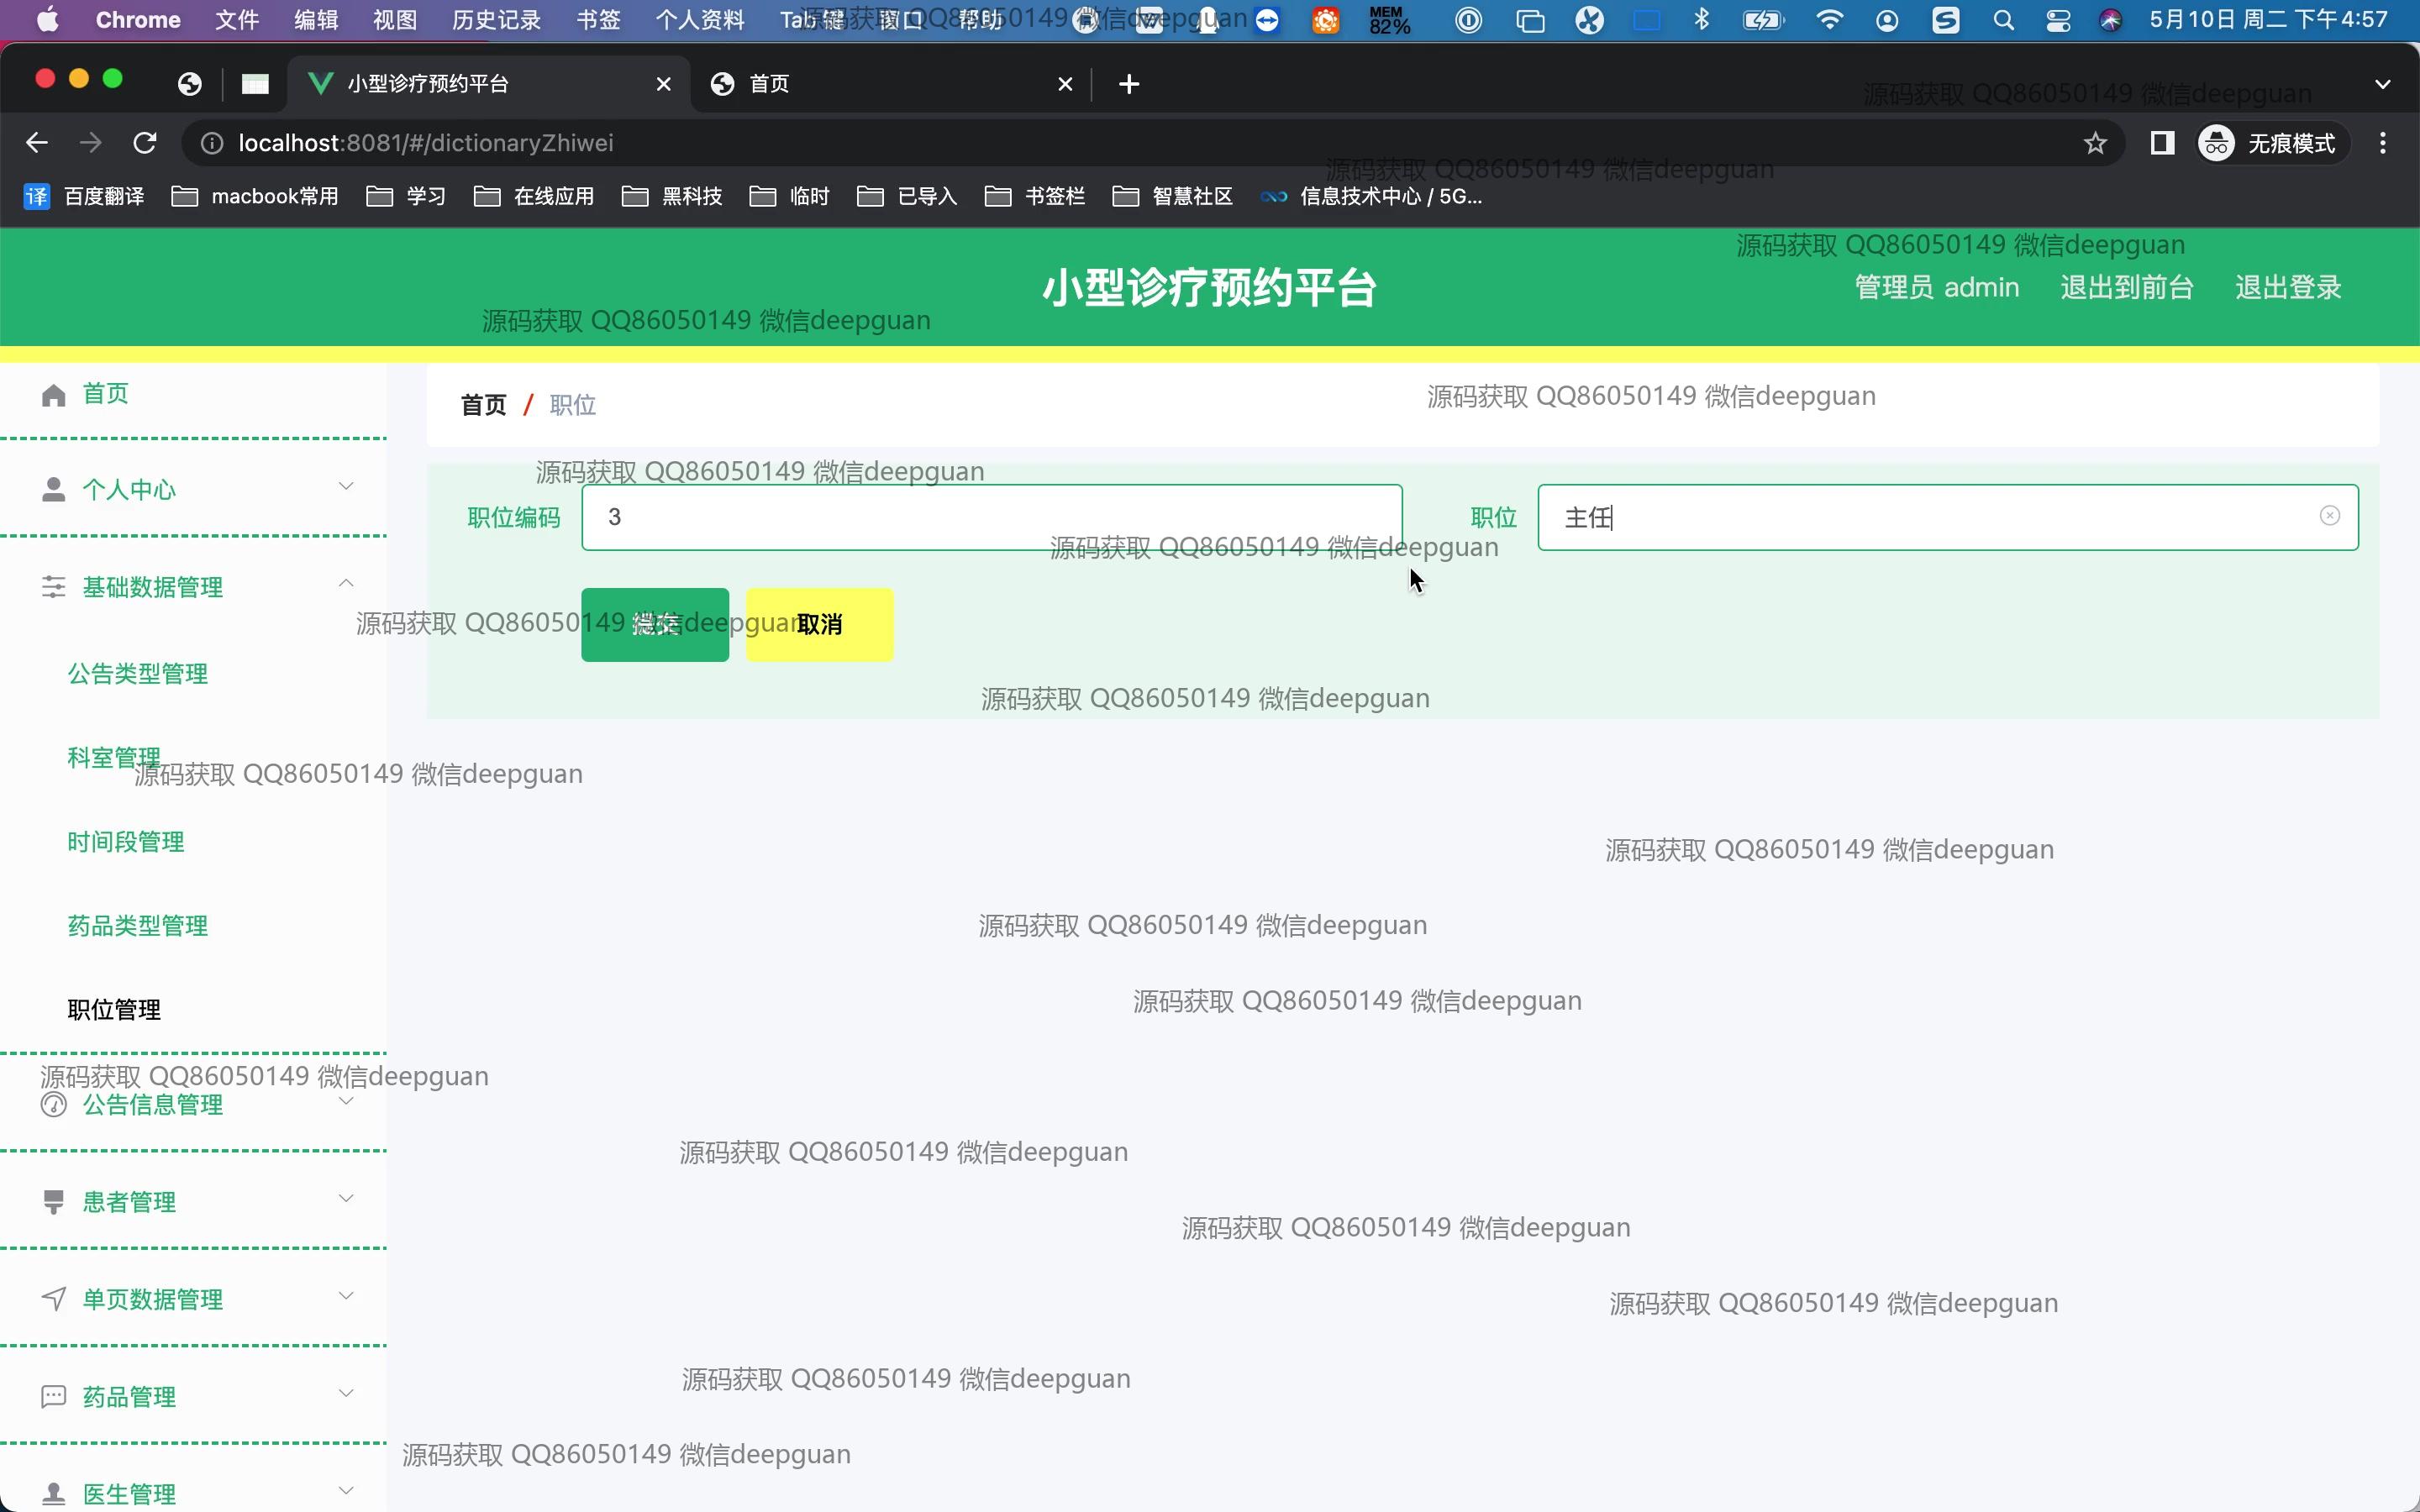 Chrome 文件 编辑 视图 历史记录 书签 个人资料 Tab 窗口 帮助 MEM 82% 5月10日 周二 下午4:57
源码获取 QQ86050149 微信deepguan
小型诊疗预约平台 首页
源码获取 QQ86050149 微信deepguan
localhost:8081/#/dictionaryZhiwei 无痕模式
源码获取 QQ86050149 微信deepguan
译 百度翻译 macbook常用 学习 在线应用 黑科技 临时 已导入 书签栏 智慧社区 信息技术中心 / 5G...
源码获取 QQ86050149 微信deepguan
小型诊疗预约平台 管理员 admin 退出到前台 退出登录
源码获取 QQ86050149 微信deepguan
首页
首页 / 职位
源码获取 QQ86050149 微信deepguan
源码获取 QQ86050149 微信deepguan
个人中心
职位编码 3 职位 主任
源码获取 QQ86050149 微信deepguan
基础数据管理
源码获取 QQ86050149 微信deepguan
提交 取消
公告类型管理
源码获取 QQ86050149 微信deepguan
科室管理
源码获取 QQ86050149 微信deepguan
时间段管理
源码获取 QQ86050149 微信deepguan
药品类型管理
源码获取 QQ86050149 微信deepguan
职位管理
源码获取 QQ86050149 微信deepguan
源码获取 QQ86050149 微信deepguan
公告信息管理
源码获取 QQ86050149 微信deepguan
患者管理
源码获取 QQ86050149 微信deepguan
单页数据管理
源码获取 QQ86050149 微信deepguan
药品管理
源码获取 QQ86050149 微信deepguan
源码获取 QQ86050149 微信deepguan
医生管理